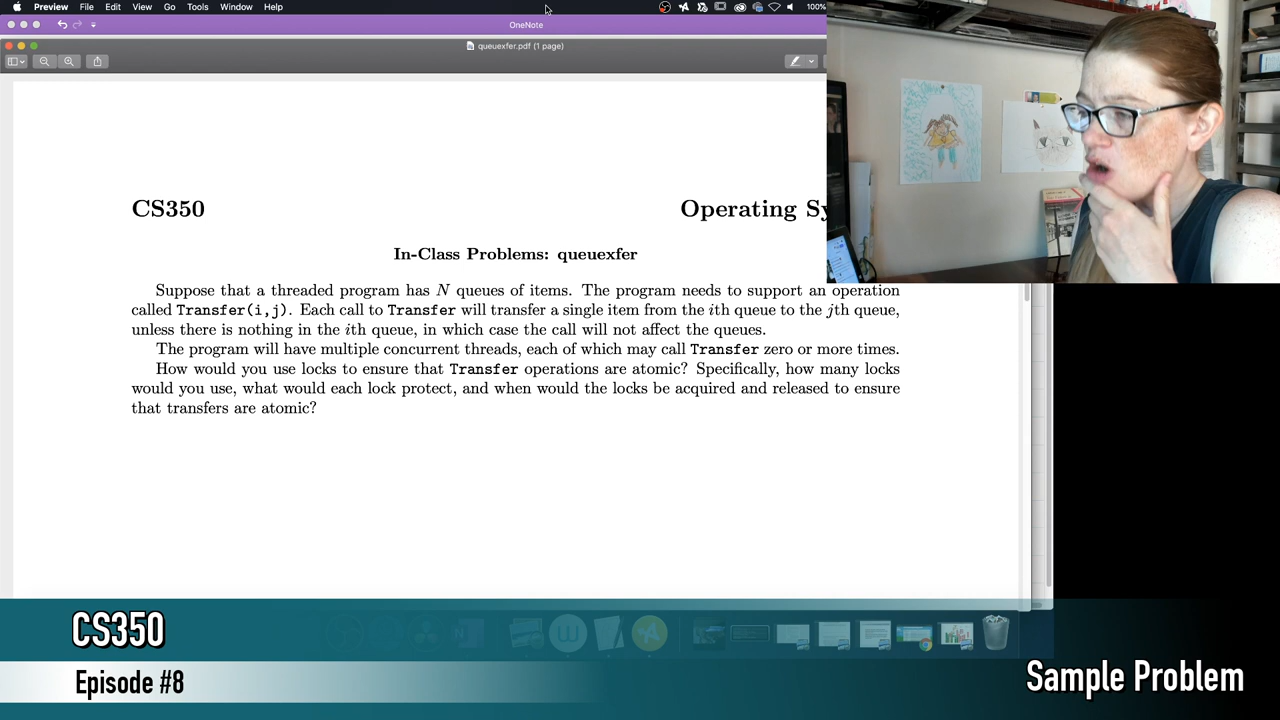 Preview File Edit View Go Tools Window Help 100%
OneNote
queuexfer.pdf (1 page)
CS350 Operating Sy
In-Class Problems: queuexfer
Suppose that a threaded program has N queues of items. The program needs to support an operation
called Transfer(i,j). Each call to Transfer will transfer a single item from the ith queue to the jth queue,
unless there is nothing in the ith queue, in which case the call will not affect the queues.
The program will have multiple concurrent threads, each of which may call Transfer zero or more times.
How would you use locks to ensure that Transfer operations are atomic? Specifically, how many locks
would you use, what would each lock protect, and when would the locks be acquired and released to ensure
that transfers are atomic?
CS350
Episode #8
Sample Problem